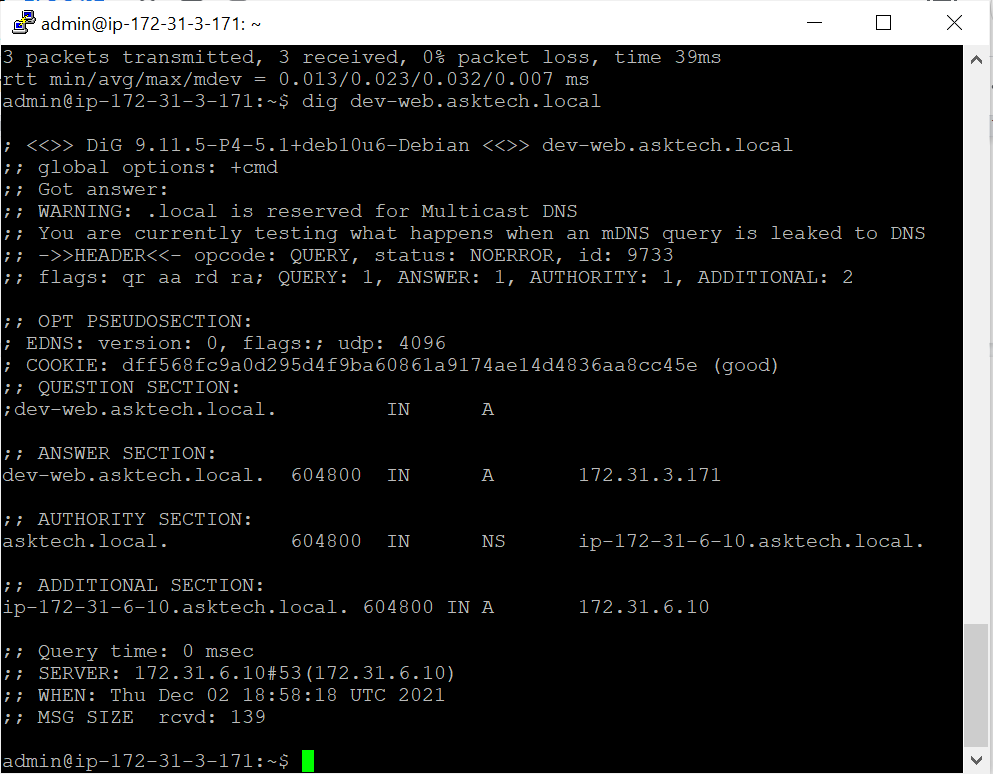 admin@ip-172-31-3-171: ~
3 packets transmitted, 3 received, 0% packet loss, time 39ms
rtt min/avg/max/mdev = 0.013/0.023/0.032/0.007 ms
admin@ip-172-31-3-171:~$ dig dev-web.asktech.local

; <<>> DiG 9.11.5-P4-5.1+deb10u6-Debian <<>> dev-web.asktech.local
;; global options: +cmd
;; Got answer:
;; WARNING: .local is reserved for Multicast DNS
;; You are currently testing what happens when an mDNS query is leaked to DNS
;; ->>HEADER<<- opcode: QUERY, status: NOERROR, id: 9733
;; flags: qr aa rd ra; QUERY: 1, ANSWER: 1, AUTHORITY: 1, ADDITIONAL: 2

;; OPT PSEUDOSECTION:
; EDNS: version: 0, flags:; udp: 4096
; COOKIE: dff568fc9a0d295d4f9ba60861a9174ae14d4836aa8cc45e (good)
;; QUESTION SECTION:
;dev-web.asktech.local. IN A

;; ANSWER SECTION:
dev-web.asktech.local. 604800 IN A 172.31.3.171

;; AUTHORITY SECTION:
asktech.local. 604800 IN NS ip-172-31-6-10.asktech.local.

;; ADDITIONAL SECTION:
ip-172-31-6-10.asktech.local. 604800 IN A 172.31.6.10

;; Query time: 0 msec
;; SERVER: 172.31.6.10#53(172.31.6.10)
;; WHEN: Thu Dec 02 18:58:18 UTC 2021
;; MSG SIZE rcvd: 139

admin@ip-172-31-3-171:~$